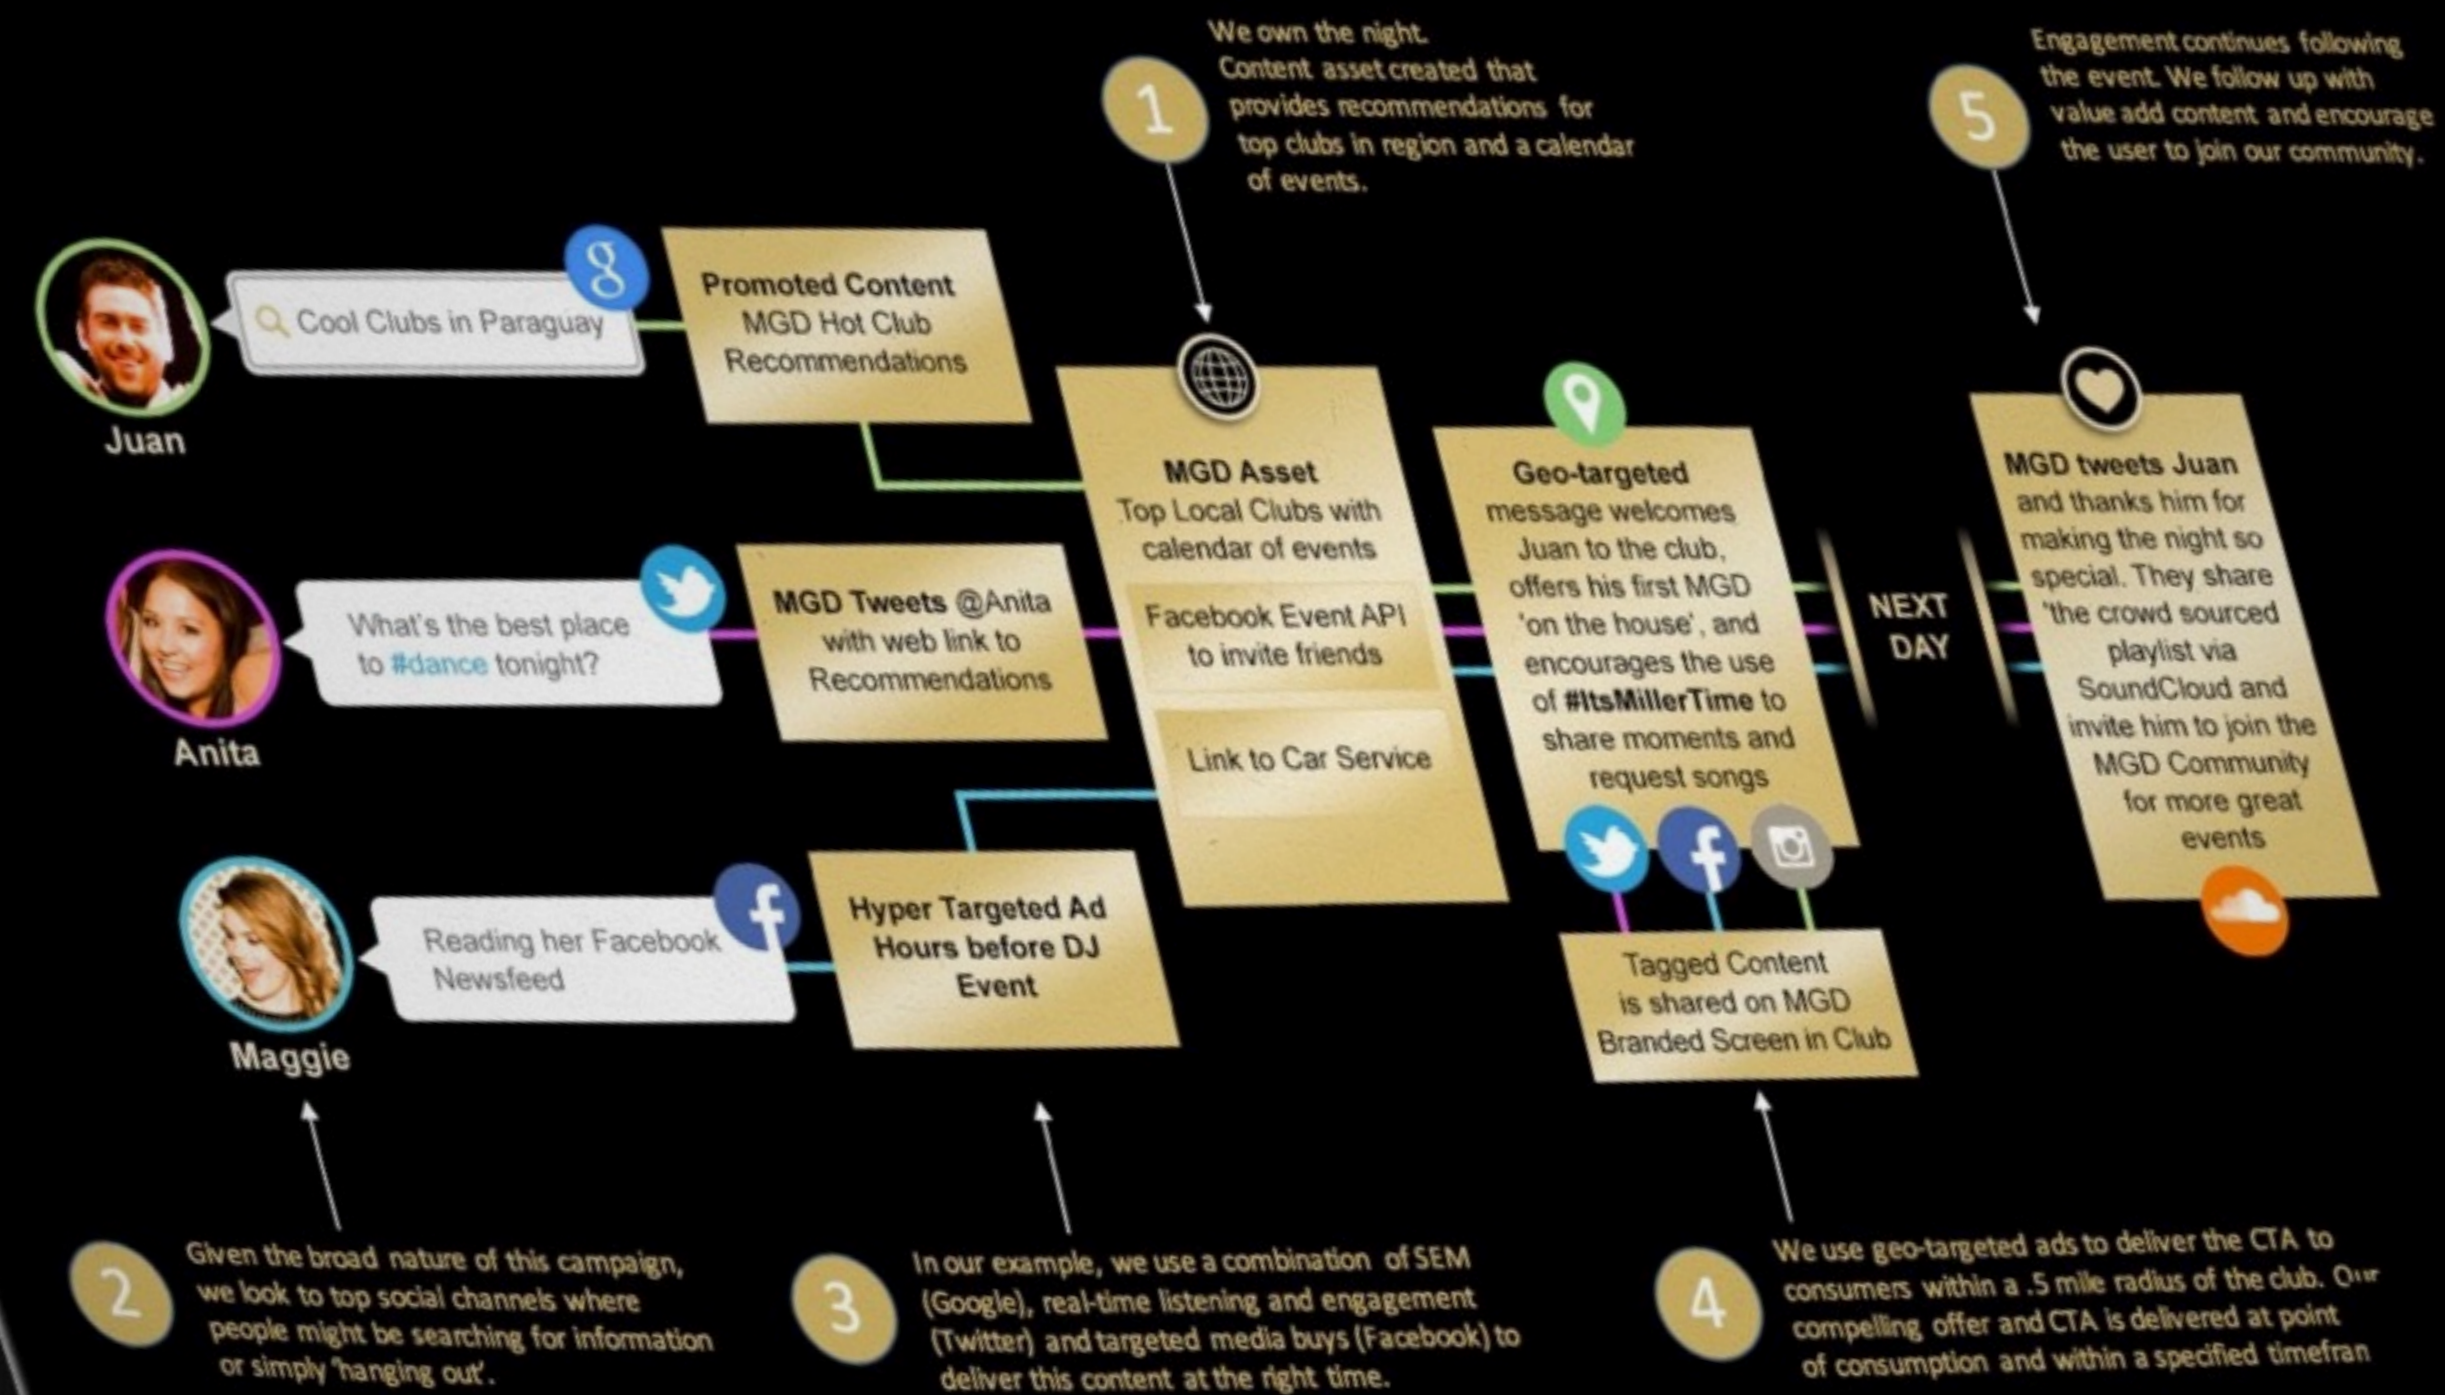 We own the night.
Content asset created that
provides recommendations for
top clubs in region and a calendar
of events.
1
Engagement continues following
the event. We follow up with
value add content and encourage
the user to join our community.
5
Juan
Cool Clubs in Paraguay
g
Promoted Content
MGD Hot Club
Recommendations
Anita
What's the best place
to #dance tonight?
MGD Tweets @Anita
with web link to
Recommendations
Maggie
Reading her Facebook
Newsfeed
f
Hyper Targeted Ad
Hours before DJ
Event
MGD Asset
Top Local Clubs with
calendar of events
Facebook Event API
to invite friends
Link to Car Service
Geo-targeted
message welcomes
Juan to the club,
offers his first MGD
'on the house', and
encourages the use
of #ItsMillerTime to
share moments and
request songs
f
Tagged Content
is shared on MGD
Branded Screen in Club
NEXT
DAY
MGD tweets Juan
and thanks him for
making the night so
special. They share
'the crowd sourced
playlist via
SoundCloud and
invite him to join the
MGD Community
for more great
events
2
Given the broad nature of this campaign,
we look to top social channels where
people might be searching for information
or simply 'hanging out'.
3
In our example, we use a combination of SEM
(Google), real-time listening and engagement
(Twitter) and targeted media buys (Facebook) to
deliver this content at the right time.
4
We use geo-targeted ads to deliver the CTA to
consumers within a .5 mile radius of the club. Our
compelling offer and CTA is delivered at point
of consumption and within a specified